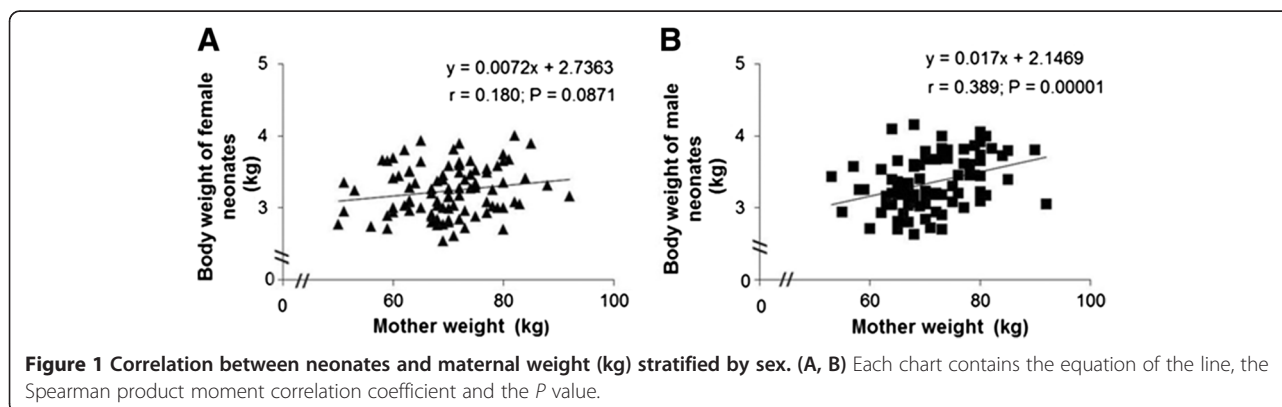 A
Body weight of female
neonates
(kg)
5
4
3
0
y = 0.0072x + 2.7363
r = 0.180; P = 0.0871
0
60
80
100
Mother weight (kg)
B
Body weight of male
neonates
(kg)
5
4
3
0
y = 0.017x + 2.1469
r = 0.389; P = 0.00001
0
60
80
100
Mother weight (kg)
Figure 1 Correlation between neonates and maternal weight (kg) stratified by sex. (A, B) Each chart contains the equation of the line, the
Spearman product moment correlation coefficient and the P value.